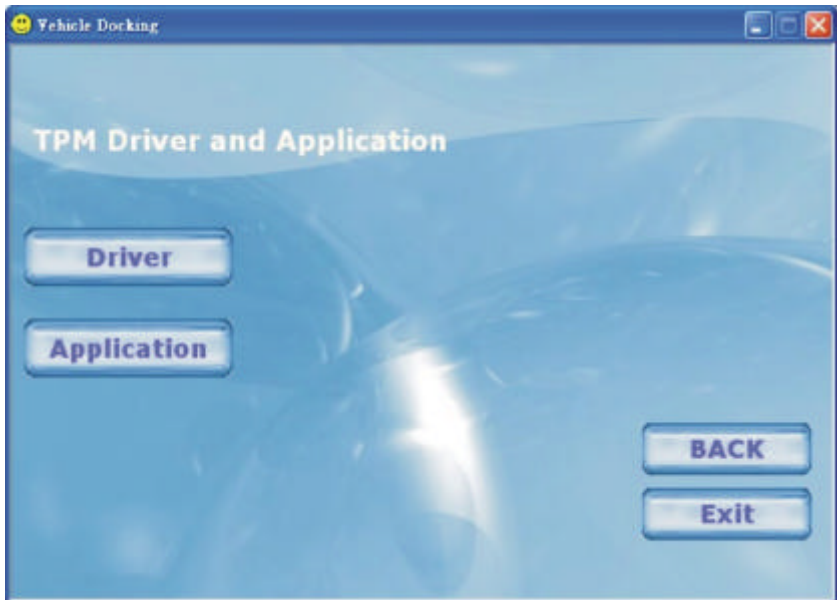 Vehicle Docking
TPM Driver and Application
Driver
Application
BACK
Exit